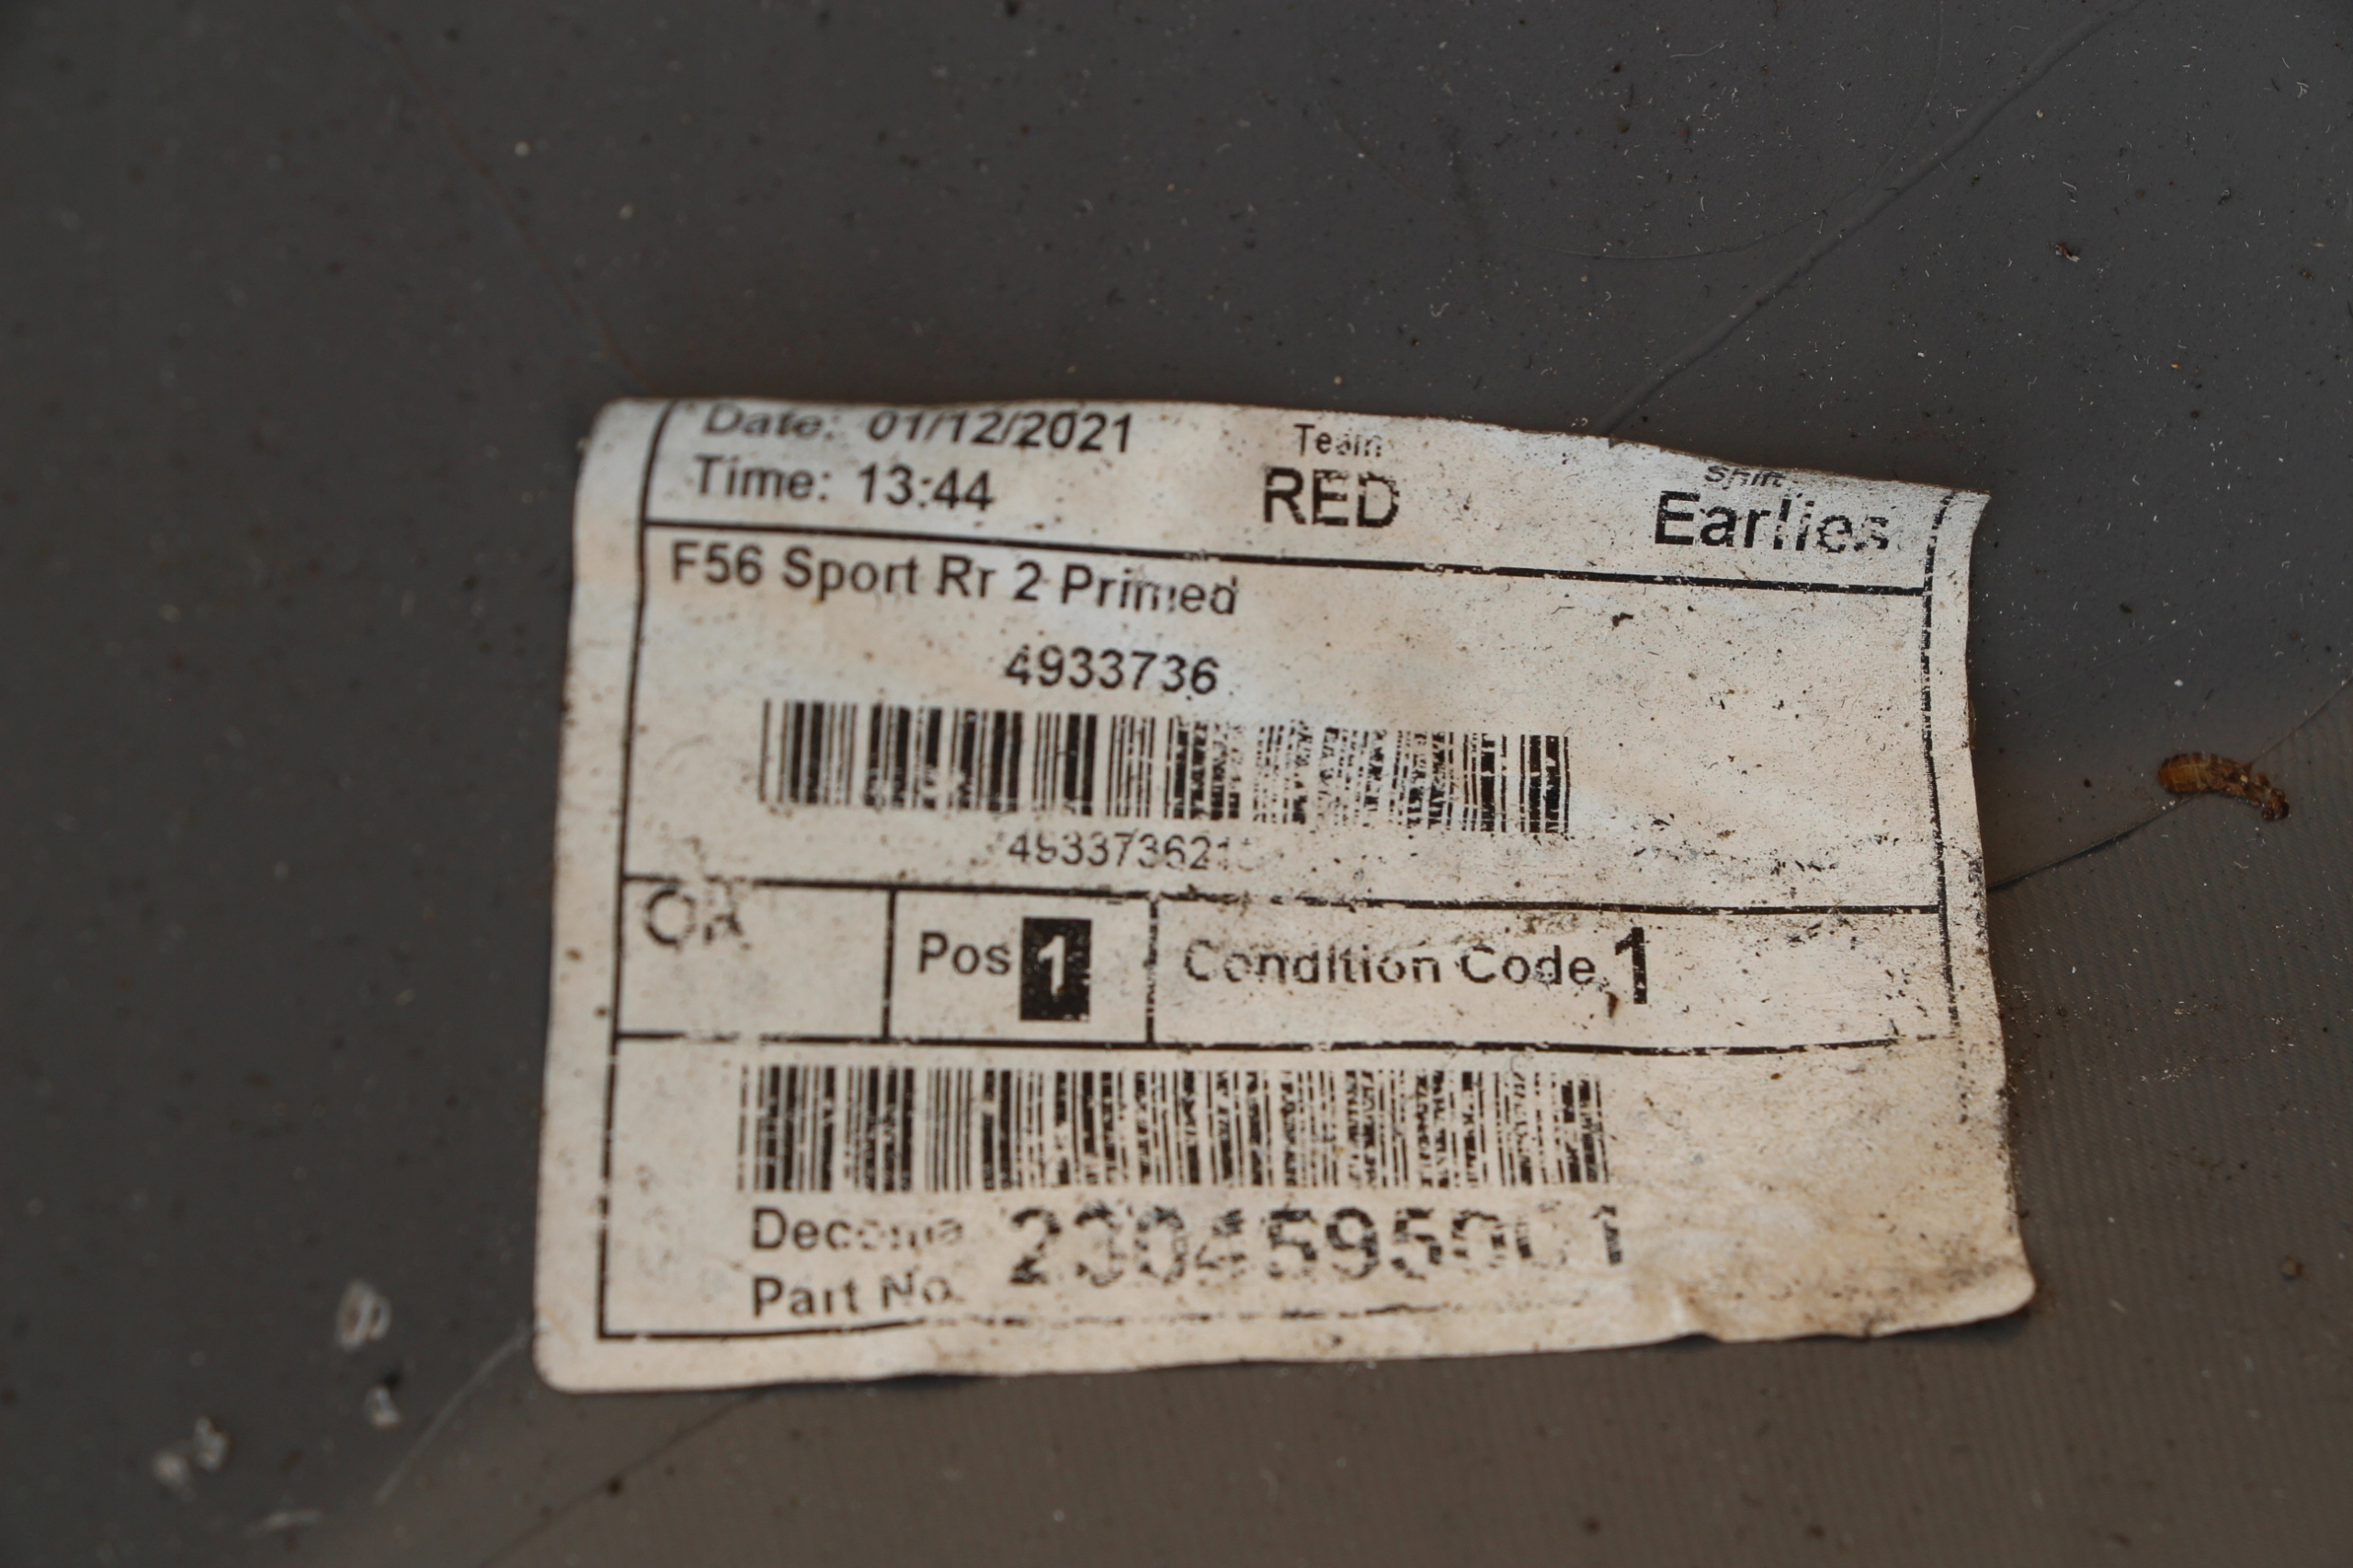 Date: 01/12/2021
Time: 13:44
Team
RED
Shift
Earlies
F56 Sport Rr 2 Primed
4933736
Pos 1
Condition Code 1
Decoma
Part No.